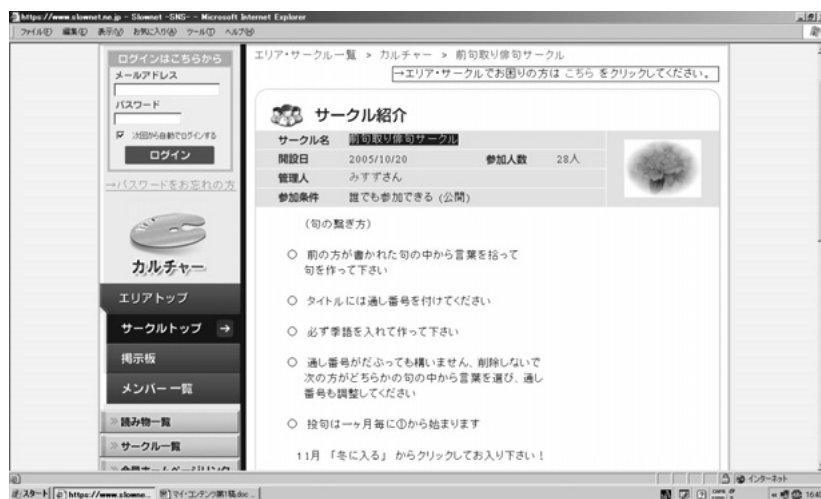 https://www.slownet.ne.jp - Slownet -SNS- - Microsoft Internet Explorer
ファイル(F) 編集(E) 表示(V) お気に入り(A) ツール(T) ヘルプ(H)
ログインはこちらから
メールアドレス
パスワード
次回から自動でログインする
ログイン
→パスワードをお忘れの方
カルチャー
エリアトップ
サークルトップ →
掲示板
メンバー一覧
» 読み物一覧
» サークル一覧
エリア・サークル一覧 > カルチャー > 前句取り俳句サークル
→エリア・サークルでお困りの方は こちら をクリックしてください。
サークル紹介
サークル名 前句取り俳句サークル
開設日 2005/10/20 参加人数 28人
管理人 みすずさん
参加条件 誰でも参加できる (公開)
(句の繋ぎ方)
○ 前の方が書かれた句の中から言葉を捨って
句を作って下さい
○ タイトルには通し番号を付けてください
○ 必ず季語を入れて作って下さい
○ 通し番号がだぶっても構いません、削除しないで
次の方がどちらかの句の中から言葉を選び、通し
番号も調整してください
○ 投句は一ヶ月毎に①から始まります
11月 「冬に入る」 からクリックしてお入り下さい!
インターネット
スタート
https://www.slowne...
マイ・コンテンツ第1稿.doc ...